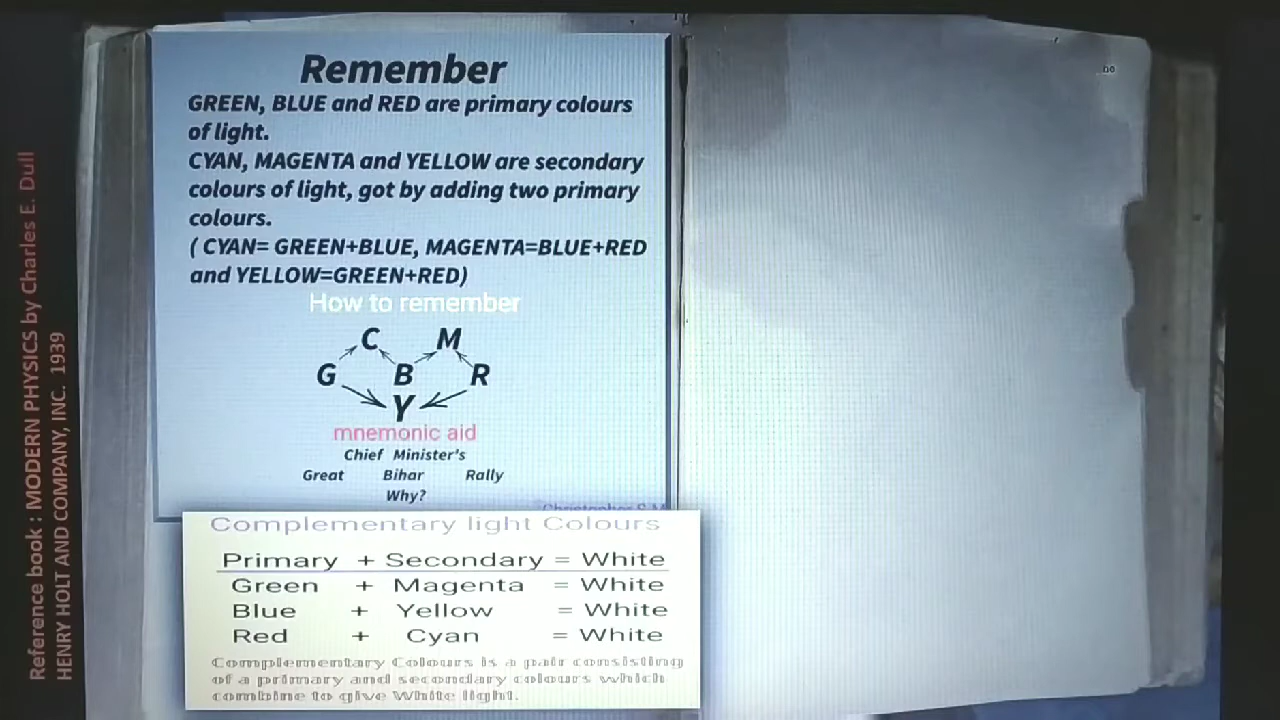 Remember
GREEN, BLUE and RED are primary colours
of light.
CYAN, MAGENTA and YELLOW are secondary
colours of light, got by adding two primary
colours.
( CYAN= GREEN+BLUE, MAGENTA=BLUE+RED
and YELLOW=GREEN+RED)
How to remember
C M
G B R
Y
mnemonic aid
Chief Minister's
Great Bihar Rally
Why?
Complementary light Colours
Primary + Secondary = White
Green + Magenta = White
Blue + Yellow = White
Red + Cyan = White
Complementary Colours is a pair consisting
of a primary and secondary colours which
combine to give White light.
Reference book : MODERN PHYSICS by Charles E. Dull
HENRY HOLT AND COMPANY, INC. 1939